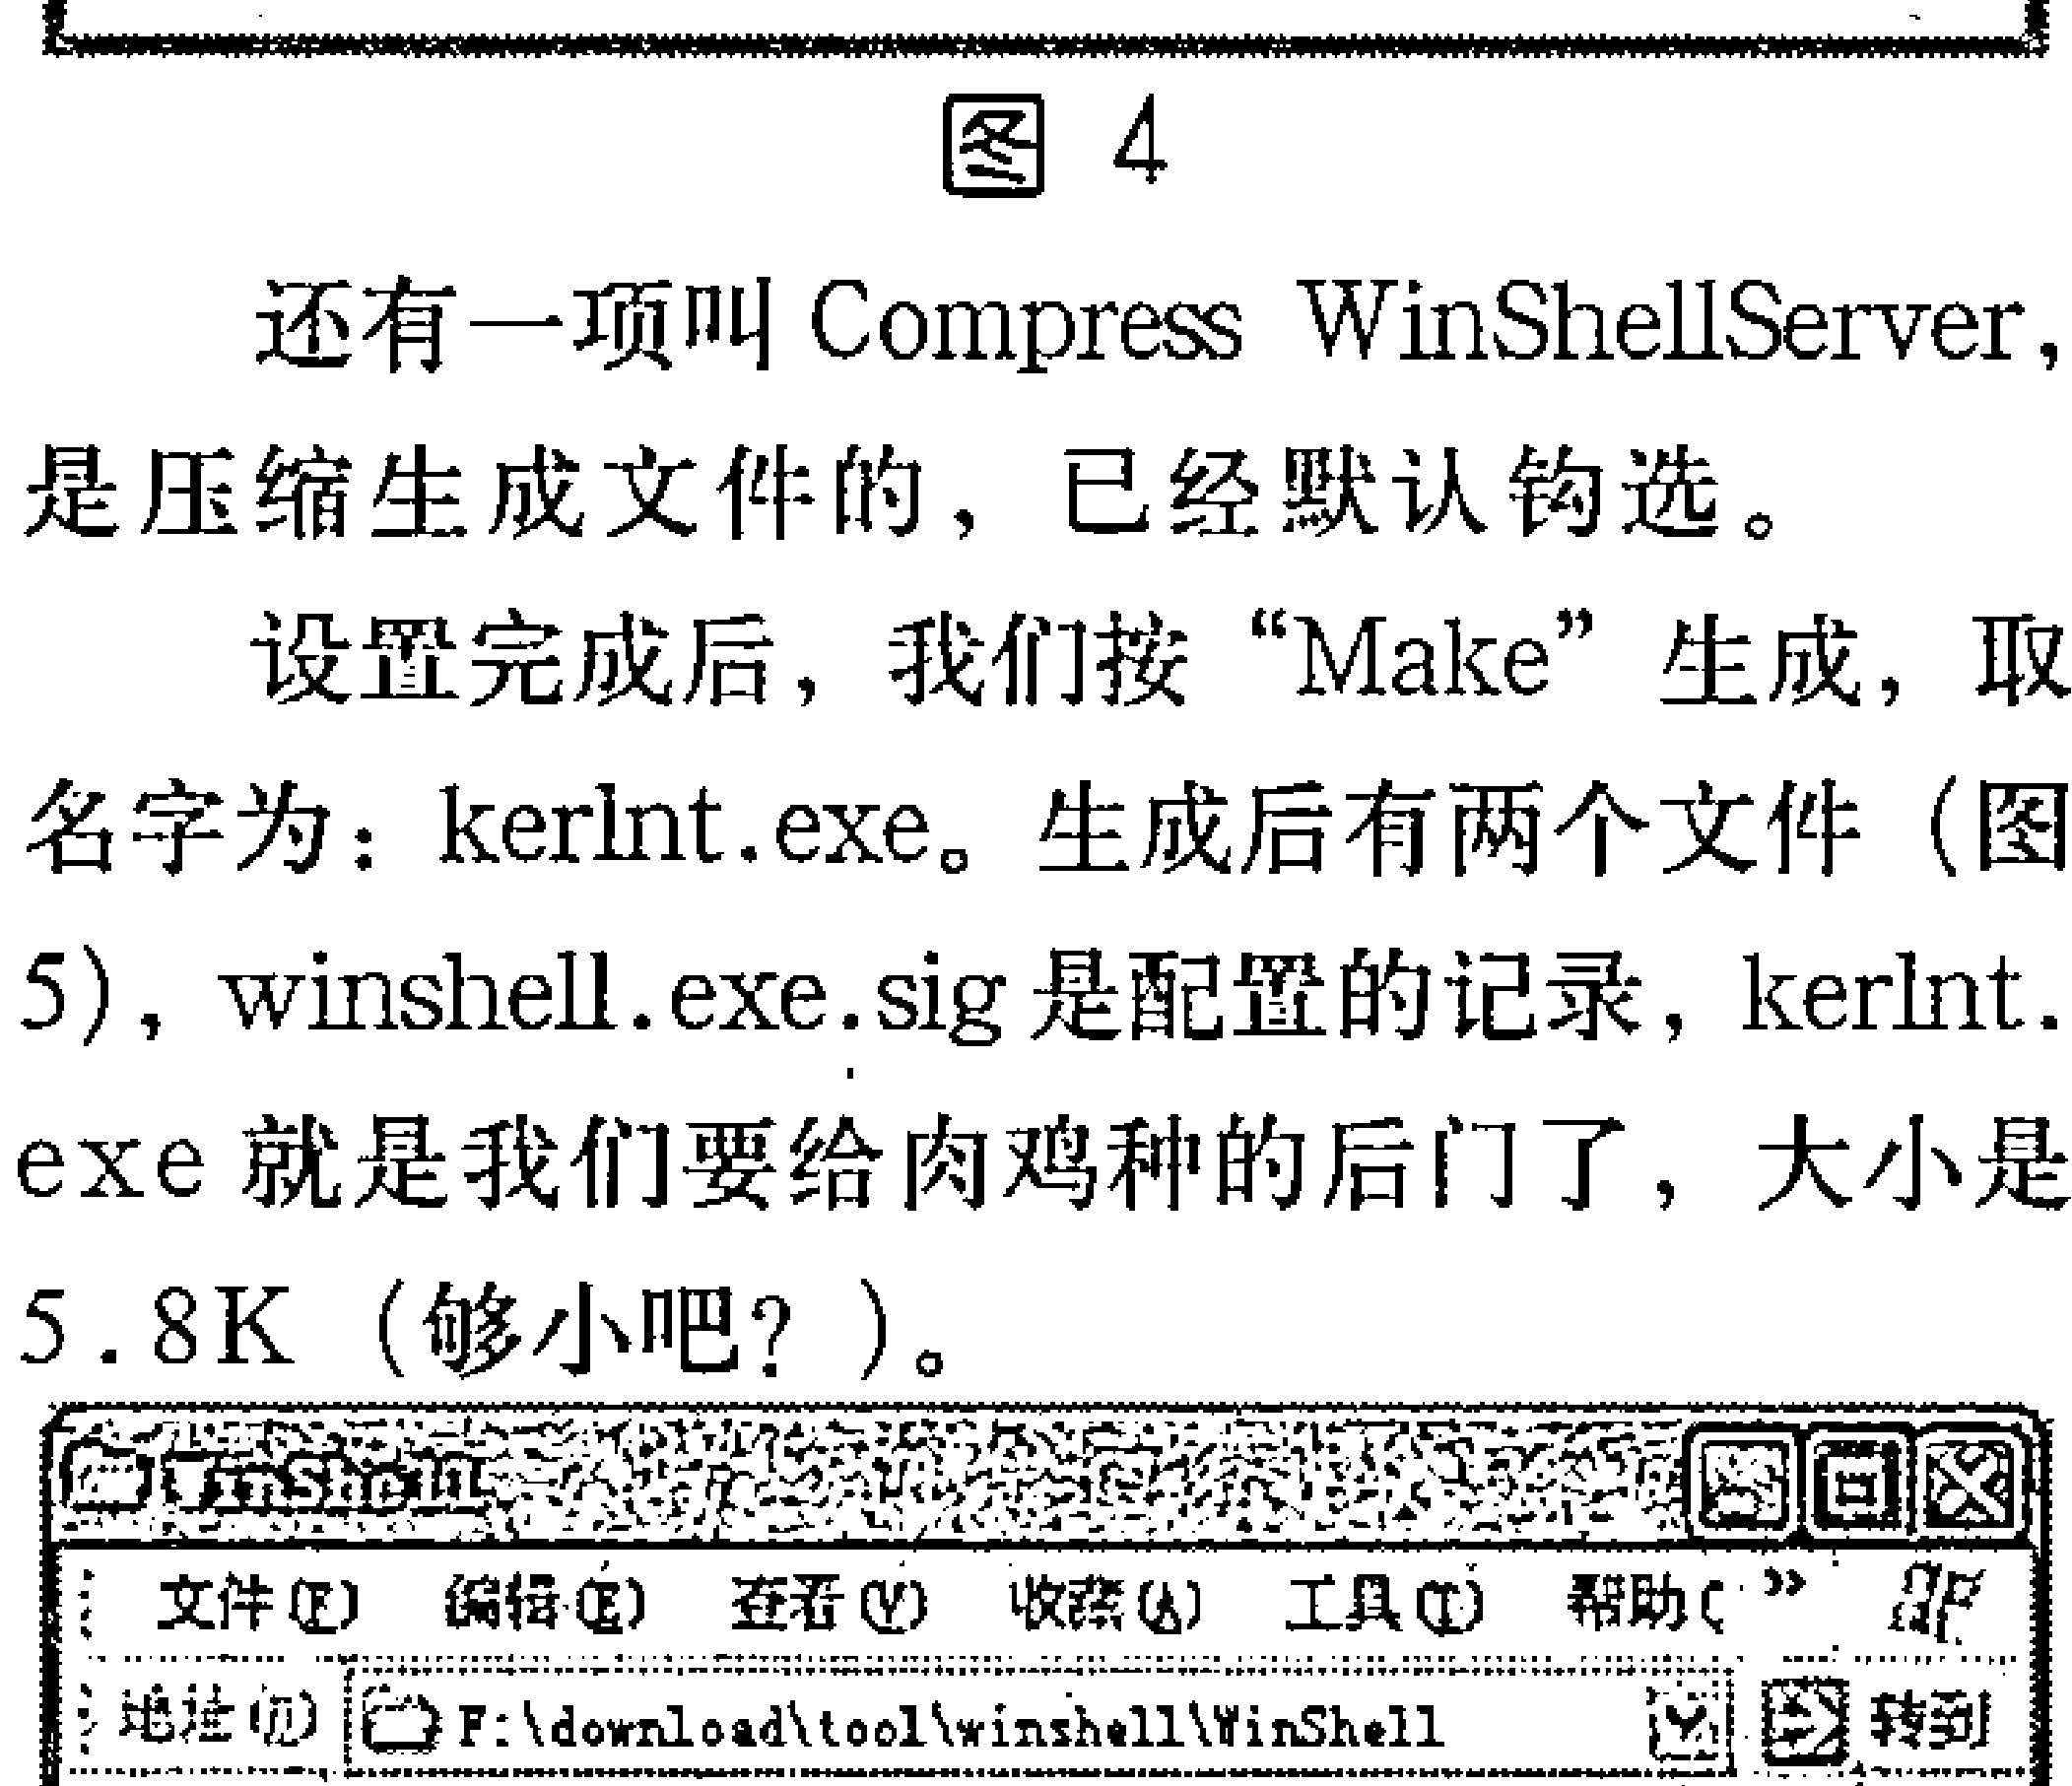 图 4
还有一项叫 Compress WinShellServer,
是压缩生成文件的，已经默认钩选。
设置完成后，我们按“Make”生成，取
名字为：kerlnt.exe。生成后有两个文件（图
5），winshell.exe.sig 是配置的记录，kerlnt.
exe 就是我们要给肉鸡种的后门了，大小是
5.8K（够小吧？）。
WinShell
文件(F) 编辑(E) 查看(V) 收藏(A) 工具(T) 帮助( »
地址(D) F:\download\tool\winshell\WinShell 转到